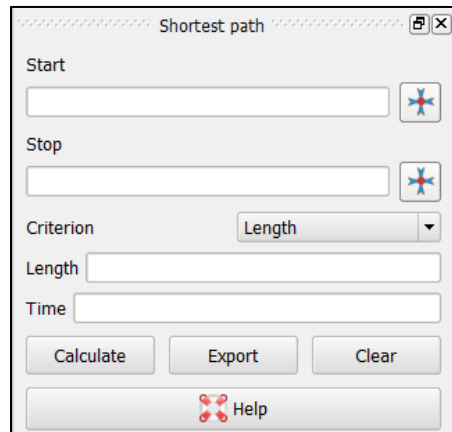 Shortest path
Start
Stop
Criterion Length
Length
Time
Calculate Export Clear
Help